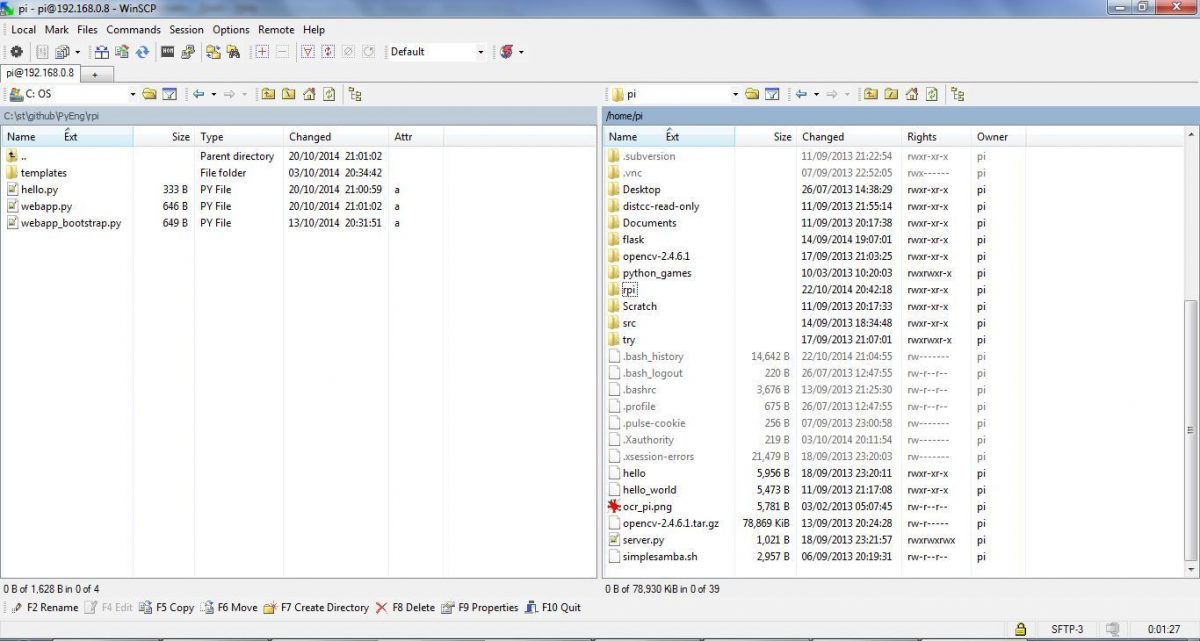 pi - pi@192.168.0.8 - WinSCP
Local Mark Files Commands Session Options Remote Help
Default
pi@192.168.0.8 +
C: OS
pi
C:\st\github\PyEng\rpi
Name Ext Size Type Changed Attr
.. Parent directory 20/10/2014 21:01:02
templates File folder 03/10/2014 20:34:42
hello.py 333 B PY File 20/10/2014 21:00:59 a
webapp.py 646 B PY File 20/10/2014 21:01:02 a
webapp_bootstrap.py 649 B PY File 13/10/2014 20:31:51 a
0 B of 1,628 B in 0 of 4
/home/pi
Name Ext Size Changed Rights Owner
.subversion 11/09/2013 21:22:54 rwxr-xr-x pi
.vnc 07/09/2013 22:52:05 rwx------ pi
Desktop 26/07/2013 14:38:29 rwxr-xr-x pi
distcc-read-only 11/09/2013 21:55:14 rwxr-xr-x pi
Documents 11/09/2013 20:17:38 rwxr-xr-x pi
flask 14/09/2014 19:07:01 rwxr-xr-x pi
opencv-2.4.6.1 17/09/2013 21:03:25 rwxr-xr-x pi
python_games 10/03/2013 10:20:03 rwxrwxr-x pi
rpi 22/10/2014 20:42:18 rwxr-xr-x pi
Scratch 11/09/2013 20:17:33 rwxr-xr-x pi
src 14/09/2013 18:34:48 rwxr-xr-x pi
try 17/09/2013 21:07:01 rwxrwxr-x pi
.bash_history 14,642 B 22/10/2014 21:04:55 rw------- pi
.bash_logout 220 B 26/07/2013 12:47:55 rw-r--r-- pi
.bashrc 3,676 B 13/09/2013 21:25:30 rw-r--r-- pi
.profile 675 B 26/07/2013 12:47:55 rw-r--r-- pi
.pulse-cookie 256 B 07/09/2013 23:00:58 rw------- pi
.Xauthority 219 B 03/10/2014 20:11:54 rw------- pi
.xsession-errors 21,479 B 18/09/2013 23:20:03 rw------- pi
hello 5,956 B 18/09/2013 23:20:11 rwxr-xr-x pi
hello_world 5,473 B 11/09/2013 21:17:08 rwxr-xr-x pi
ocr_pi.png 5,781 B 03/02/2013 05:07:45 rw-r--r-- pi
opencv-2.4.6.1.tar.gz 78,869 KiB 13/09/2013 20:24:28 rw-r----- pi
server.py 1,021 B 18/09/2013 23:21:57 rwxrwxrwx pi
simplesamba.sh 2,957 B 06/09/2013 20:19:31 rw-r--r-- pi
0 B of 78,930 KiB in 0 of 39
F2 Rename F4 Edit F5 Copy F6 Move F7 Create Directory F8 Delete F9 Properties F10 Quit
SFTP-3 0:01:27